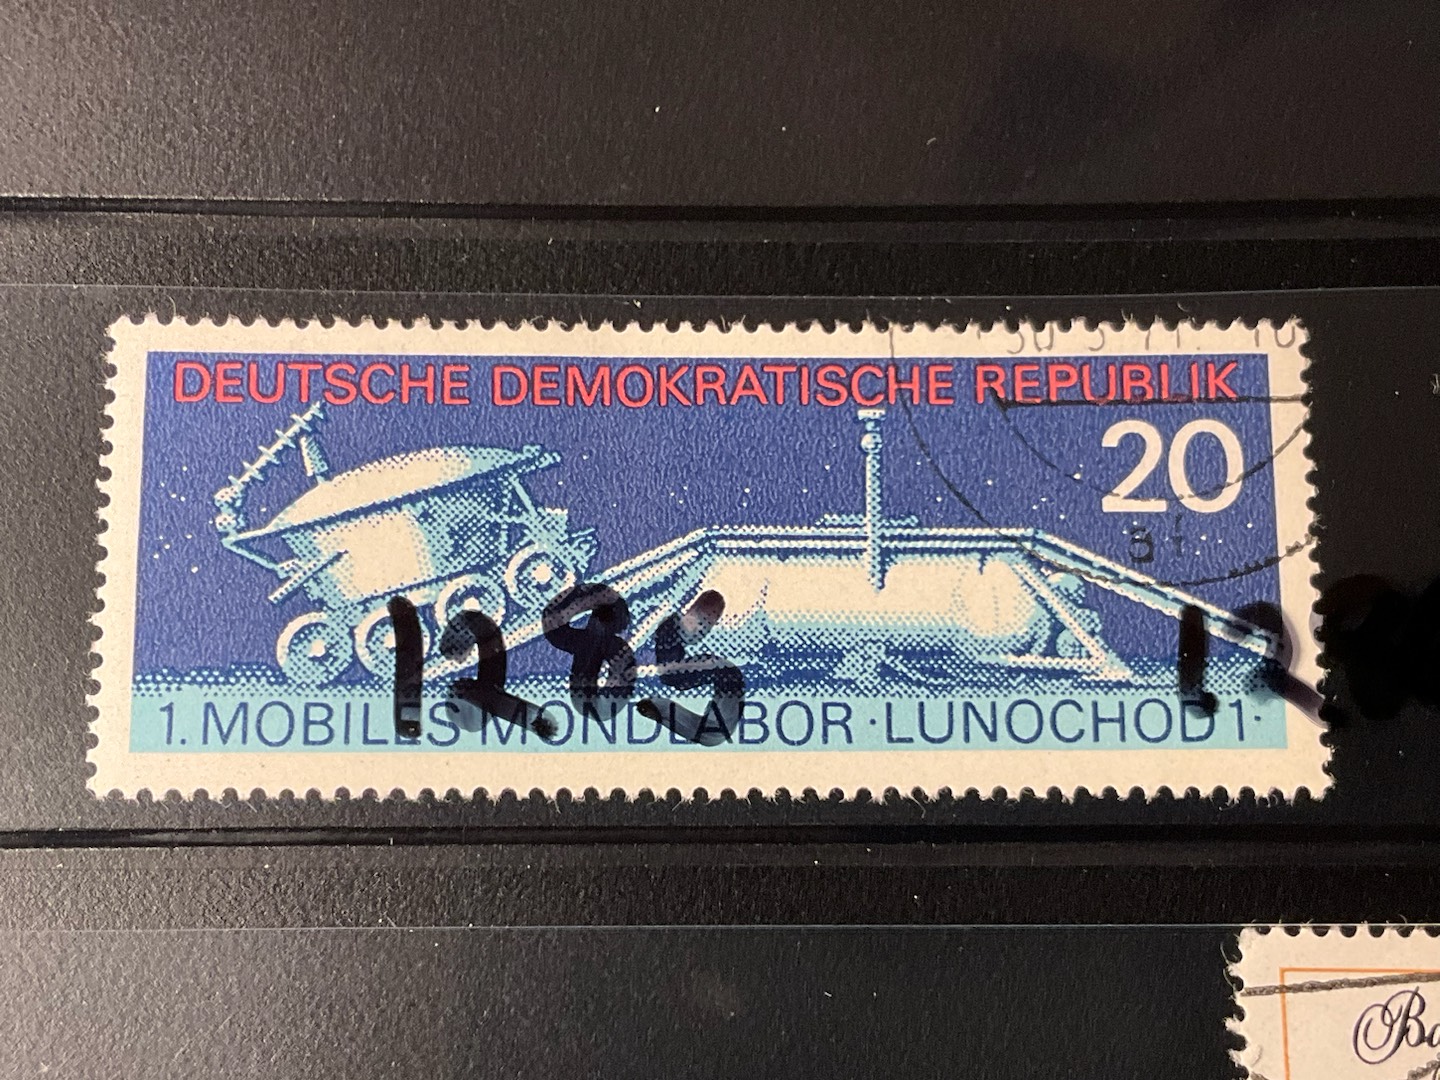 DEUTSCHE DEMOKRATISCHE REPUBLIK
20
1285
1. MOBILES MONDLABOR · LUNOCHOD 1 ·